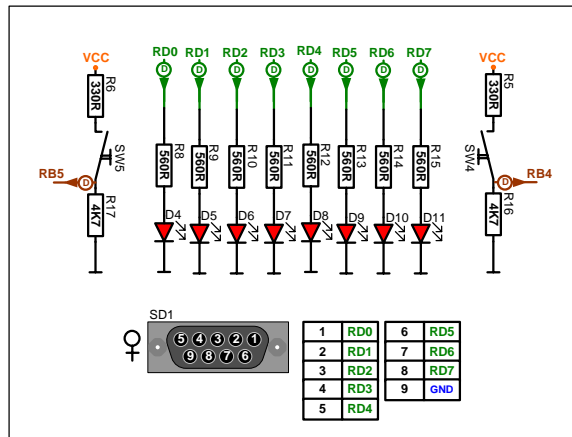 RD0 RD1 RD2 RD3 RD4 RD5 RD6 RD7
VCC VCC
D D D D D D D D
R6 330R R5 330R
SW5 SW4
R8 560R R9 560R R10 560R R11 560R R12 560R R13 560R R14 560R R15 560R
RB5 D D RB4
R17 4K7 R16 4K7
D4 D5 D6 D7 D8 D9 D10 D11
SD1
5 4 3 2 1
9 8 7 6
1 RD0 6 RD5
2 RD1 7 RD6
3 RD2 8 RD7
4 RD3 9 GND
5 RD4